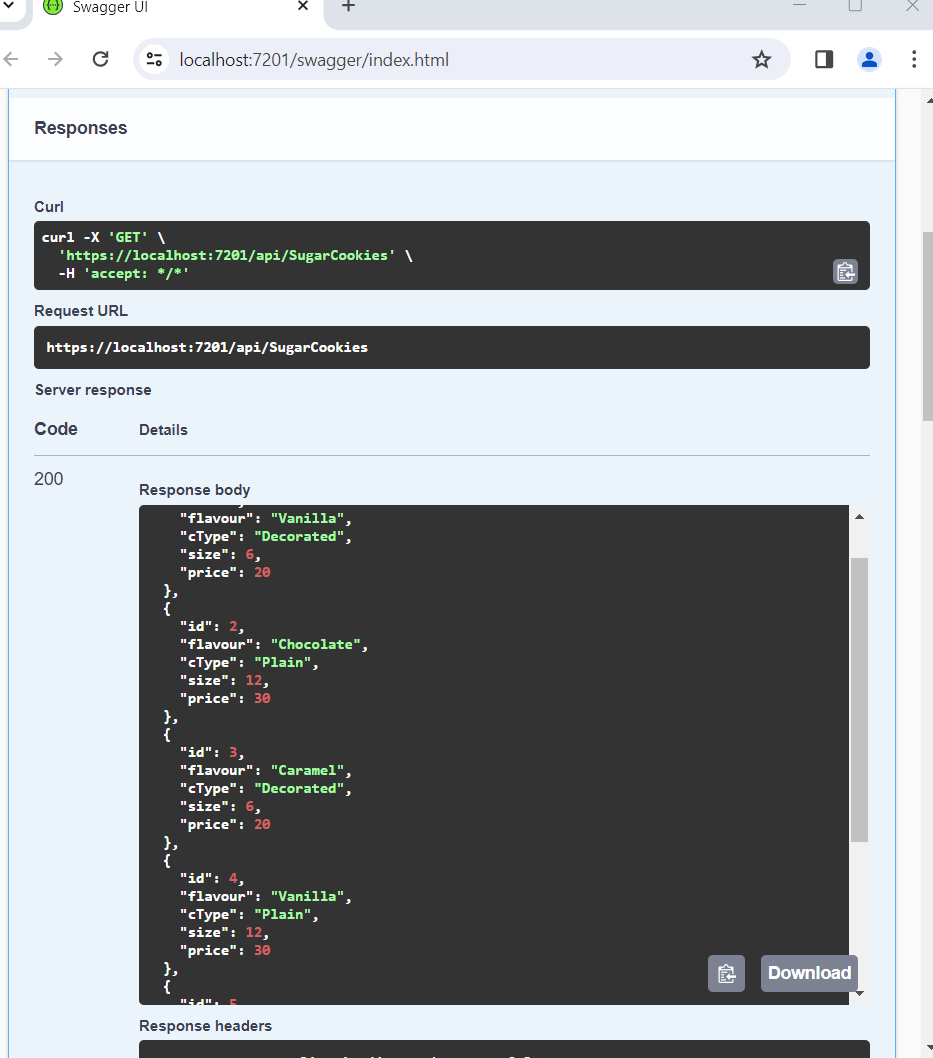 Swagger UI
localhost:7201/swagger/index.html
Responses
Curl
curl -X 'GET' \
'https://localhost:7201/api/SugarCookies' \
-H 'accept: */*'
Request URL
https://localhost:7201/api/SugarCookies
Server response
Code Details
200
Response body
"flavour": "Vanilla",
"cType": "Decorated",
"size": 6,
"price": 20
},
{
"id": 2,
"flavour": "Chocolate",
"cType": "Plain",
"size": 12,
"price": 30
},
{
"id": 3,
"flavour": "Caramel",
"cType": "Decorated",
"size": 6,
"price": 20
},
{
"id": 4,
"flavour": "Vanilla",
"cType": "Plain",
"size": 12,
"price": 30
},
{
"id": 5
Download
Response headers